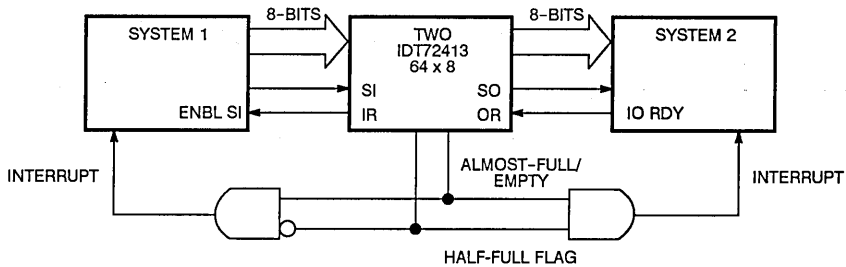 8-BITS
8-BITS
SYSTEM 1
TWO
IDT72413
64 x 8
SYSTEM 2
SI
SO
ENBL SI
IR
OR
IO RDY
INTERRUPT
ALMOST-FULL/
EMPTY
INTERRUPT
HALF-FULL FLAG